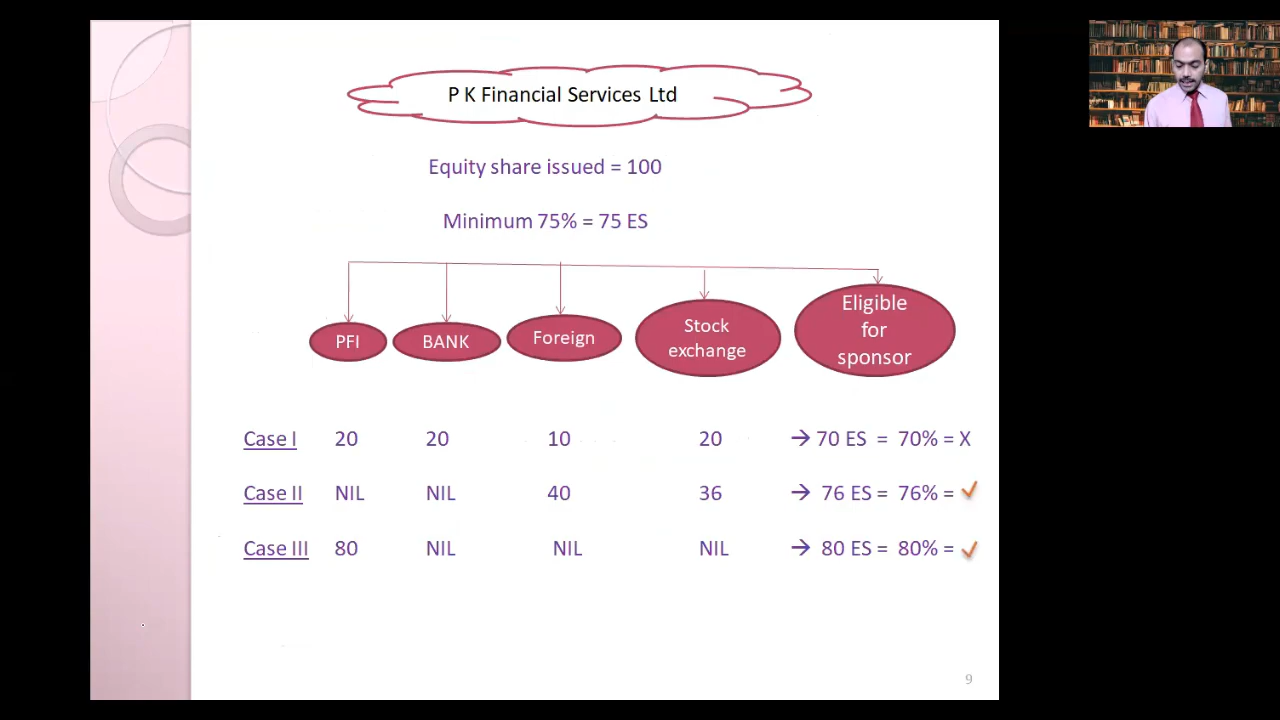 P K Financial Services Ltd
Equity share issued = 100
Minimum 75% = 75 ES
PFI
BANK
Foreign
Stock
exchange
Eligible
for
sponsor
Case I 20 20 10 20 → 70 ES = 70% = X
Case II NIL NIL 40 36 → 76 ES = 76% = ✓
Case III 80 NIL NIL NIL → 80 ES = 80% = ✓
9